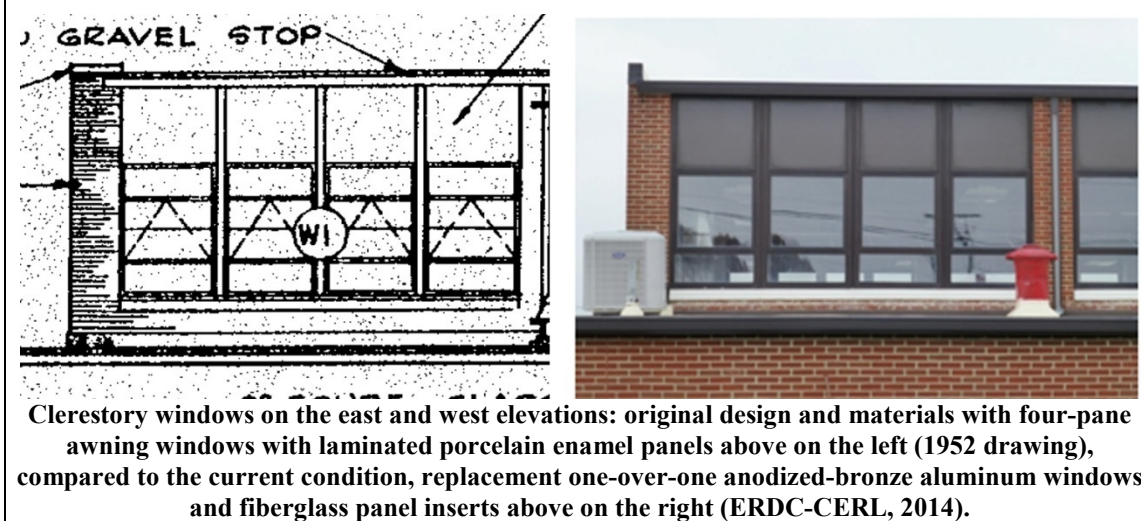 GRAVEL STOP
W1
Clerestory windows on the east and west elevations: original design and materials with four-pane
awning windows with laminated porcelain enamel panels above on the left (1952 drawing),
compared to the current condition, replacement one-over-one anodized-bronze aluminum windows
and fiberglass panel inserts above on the right (ERDC-CERL, 2014).